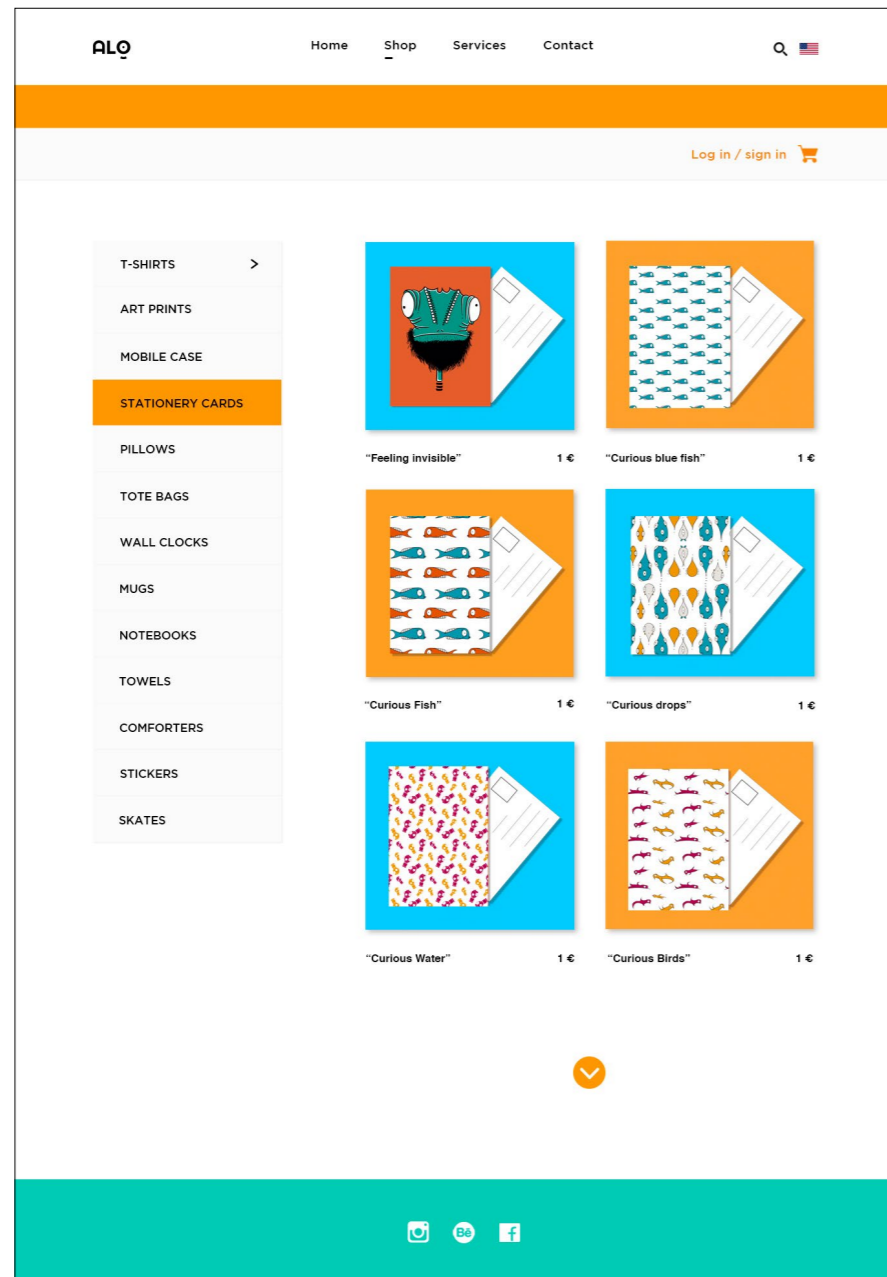 ALO
Home Shop Services Contact
Log in / sign in
T-SHIRTS
ART PRINTS
MOBILE CASE
STATIONERY CARDS
PILLOWS
TOTE BAGS
WALL CLOCKS
MUGS
NOTEBOOKS
TOWELS
COMFORTERS
STICKERS
SKATES
“Feeling invisible” 1 €
“Curious blue fish” 1 €
“Curious Fish” 1 €
“Curious drops” 1 €
“Curious Water” 1 €
“Curious Birds” 1 €
Bē
f